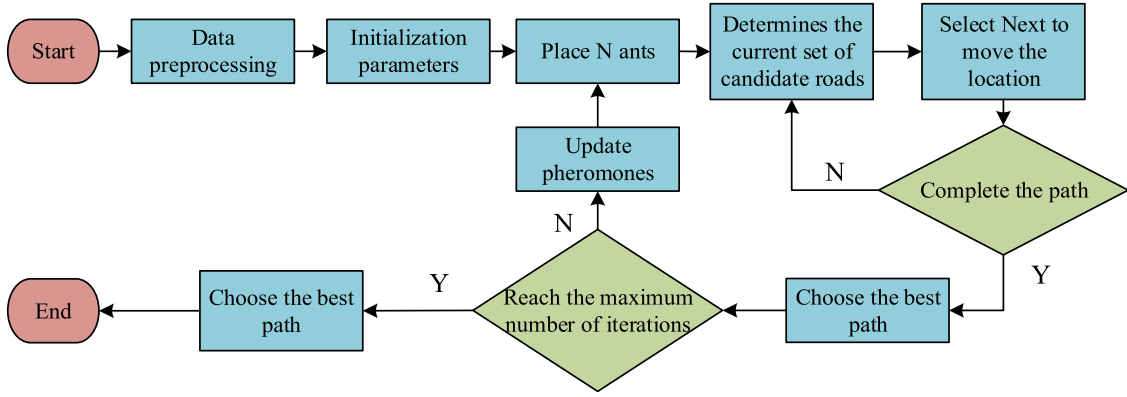 Start
Data
preprocessing
Initialization
parameters
Place N ants
Determines the
current set of
candidate roads
Select Next to
move the
location
Update
pheromones
N
Complete the path
N
Y
End
Choose the best
path
Y
Reach the maximum
number of iterations
Choose the best
path